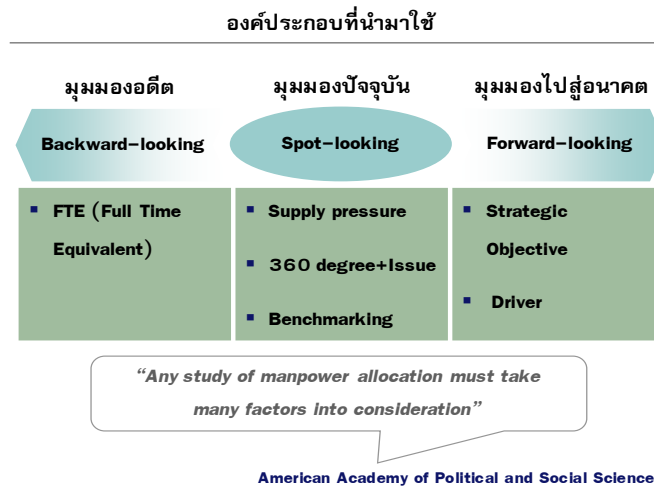 องค์ประกอบที่นำมาใช้
มุมมองอดีต
มุมมองปัจจุบัน
มุมมองไปสู่อนาคต
Backward-looking
Spot-looking
Forward-looking
FTE (Full Time
Equivalent)
Supply pressure
360 degree+Issue
Benchmarking
Strategic
Objective
Driver
“Any study of manpower allocation must take
many factors into consideration”
American Academy of Political and Social Science